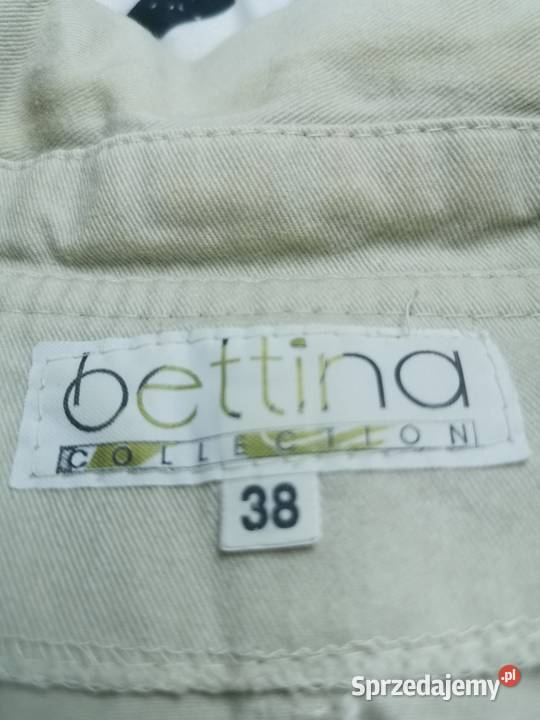 bettina
COLLECTION
38
Sprzedajemy.pl